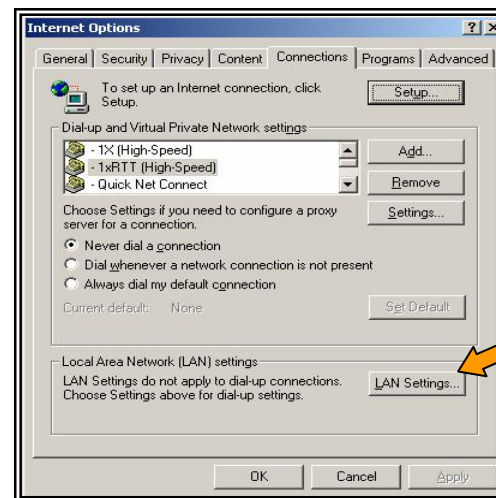 Internet Options
? X
General Security Privacy Content Connections Programs Advanced
To set up an Internet connection, click
Setup.
Setup...
Dial-up and Virtual Private Network settings
- 1X (High-Speed)
- 1xRTT (High-Speed)
- Quick Net Connect
Add...
Remove
Choose Settings if you need to configure a proxy
server for a connection.
Settings...
Never dial a connection
Dial whenever a network connection is not present
Always dial my default connection
Current default: None
Set Default
Local Area Network (LAN) settings
LAN Settings do not apply to dial-up connections.
Choose Settings above for dial-up settings.
LAN Settings...
OK Cancel Apply